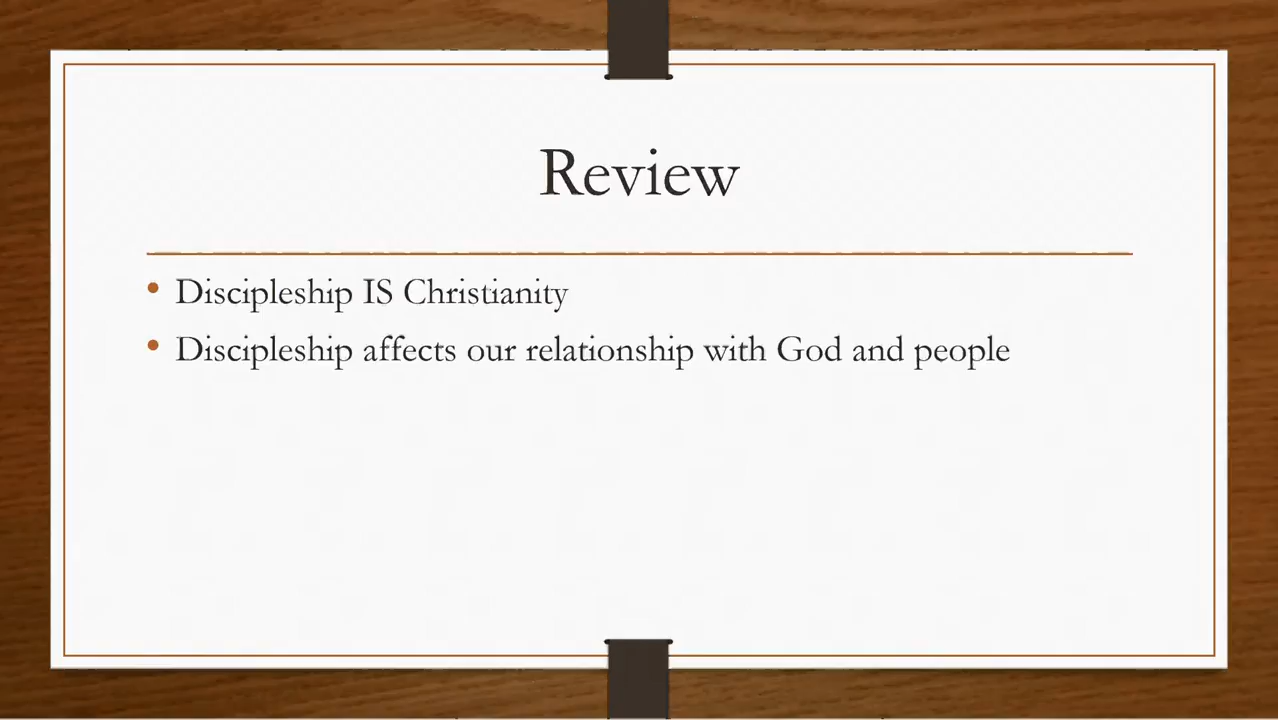 Review
• Discipleship IS Christianity
• Discipleship affects our relationship with God and people